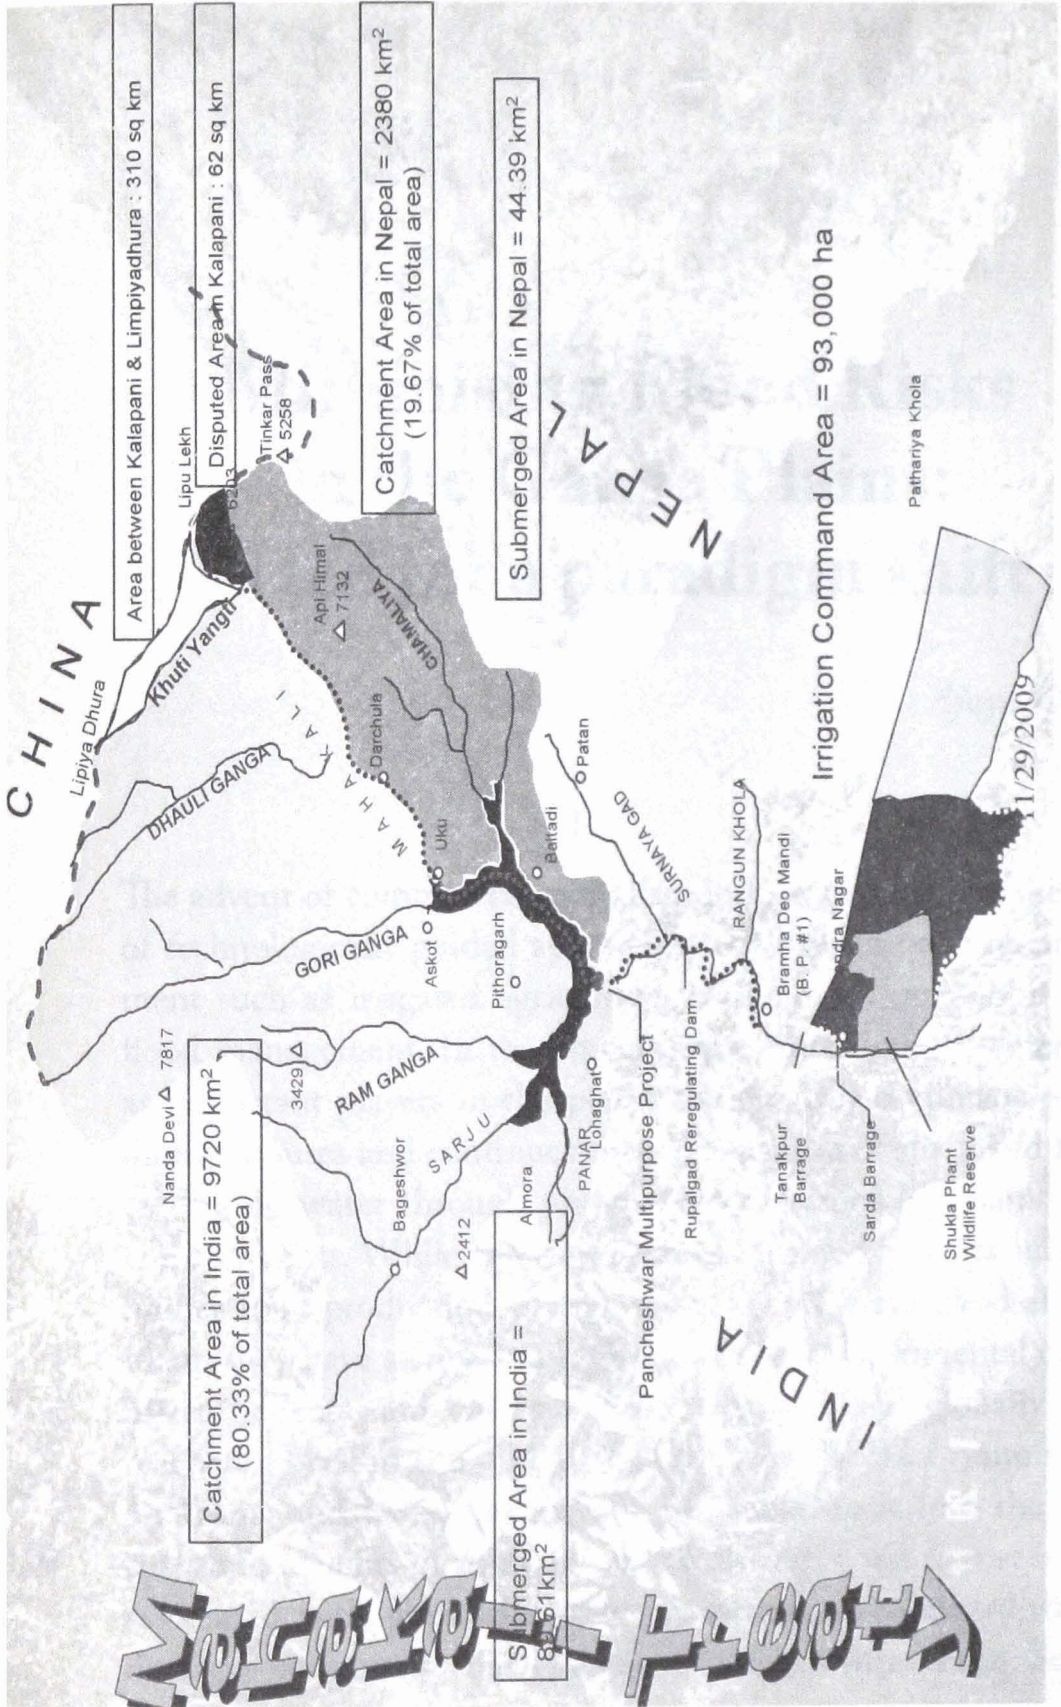 Mahakali Treaty
CHINA
Area between Kalapani & Limpiyadhura : 310 sq km
Disputed Area in Kalapani : 62 sq km
Catchment Area in Nepal = 2380 km²
(19.67% of total area)
Submerged Area in Nepal = 44.39 km²
Catchment Area in India = 9720 km²
(80.33% of total area)
Submerged Area in India =
Lipiya Dhura
Lipu Lekh
Tinkar Pass
5258
Khuti Yangti
Api Himal
7132
CHAMALIYA
DHAULI GANGA
MAHA KALI
Darchula
Uku
Baitadi
GORI GANGA
Askot
Pithoragarh
Nanda Devi
7817
3429
RAM GANGA
SARJU
Bageshwor
2412
Almora
PANAR
Lohaghat
NEPAL
Patan
SURNAYA GAD
RANGUN KHOLA
Bramha Deo Mandi
(B. P. #1)
Pancheshwar Multipurpose Project
Rupalgad Reregulating Dam
Tanakpur
Barrage
Sarda Barrage
Shukla Phant
Wildlife Reserve
INDIA
Irrigation Command Area = 93,000 ha
Pathariya Khola
Nagar
11/29/2009